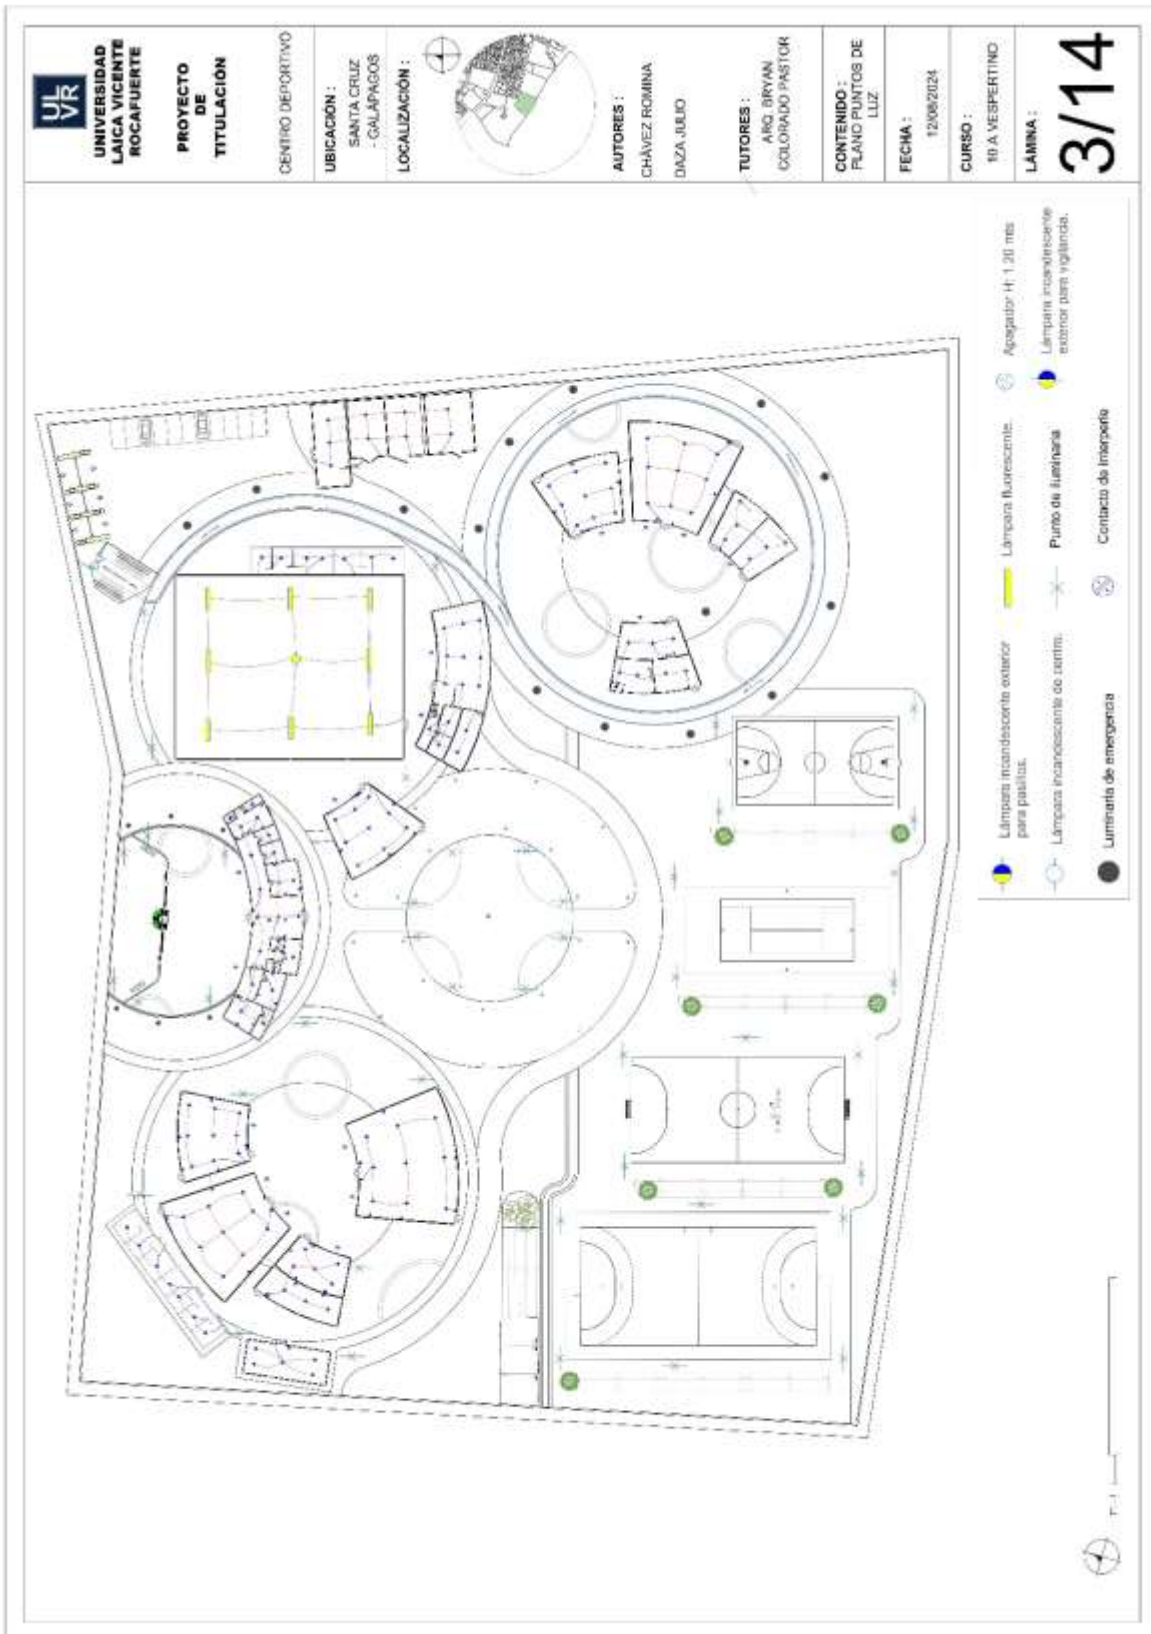 UL
VR
UNIVERSIDAD
LAICA VICENTE
ROCAFUERTE
PROYECTO
DE
TITULACIÓN
CENTRO DEPORTIVO
UBICACIÓN :
SANTA CRUZ
- GALÁPAGOS
LOCALIZACIÓN :
AUTORES :
CHÁVEZ ROMINA
DAZA JULIO
TUTORES :
ARQ. BRYAN
COLORADO PASTOR
CONTENIDO :
PLANO PUNTOS DE
LUZ
FECHA :
12/08/2024
CURSO :
10 A VESPERTINO
LÁMINA :
3/14
Lámpara incandescente exterior
para pasillos.
Lámpara fluorescente.
Apagador H: 1.20 mts
Lámpara incandescente de centro.
Punto de iluminaria
Lámpara incandescente
exterior para vigilancia.
Luminaria de emergencia
Contacto de Interperie